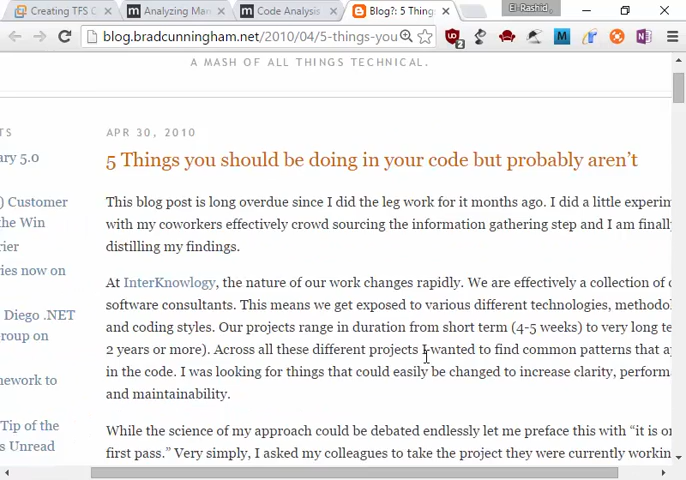 Creating TFS C
Analyzing Mar
Code Analysis
Blog?: 5 Thing
El Rashid
blog.bradcunningham.net/2010/04/5-things-you
2
A MASH OF ALL THINGS TECHNICAL.
TS
ary 5.0
) Customer
the Win
rier
ries now on
Diego .NET
roup on
mework to
Tip of the
s Unread
APR 30, 2010
5 Things you should be doing in your code but probably aren't
This blog post is long overdue since I did the leg work for it months ago. I did a little experim
with my coworkers effectively crowd sourcing the information gathering step and I am finall
distilling my findings.
At InterKnowlogy, the nature of our work changes rapidly. We are effectively a collection of
software consultants. This means we get exposed to various different technologies, methodol
and coding styles. Our projects range in duration from short term (4-5 weeks) to very long te
2 years or more). Across all these different projects I wanted to find common patterns that a
in the code. I was looking for things that could easily be changed to increase clarity, perform
and maintainability.
While the science of my approach could be debated endlessly let me preface this with “it is o
first pass.” Very simply, I asked my colleagues to take the project they were currently workin